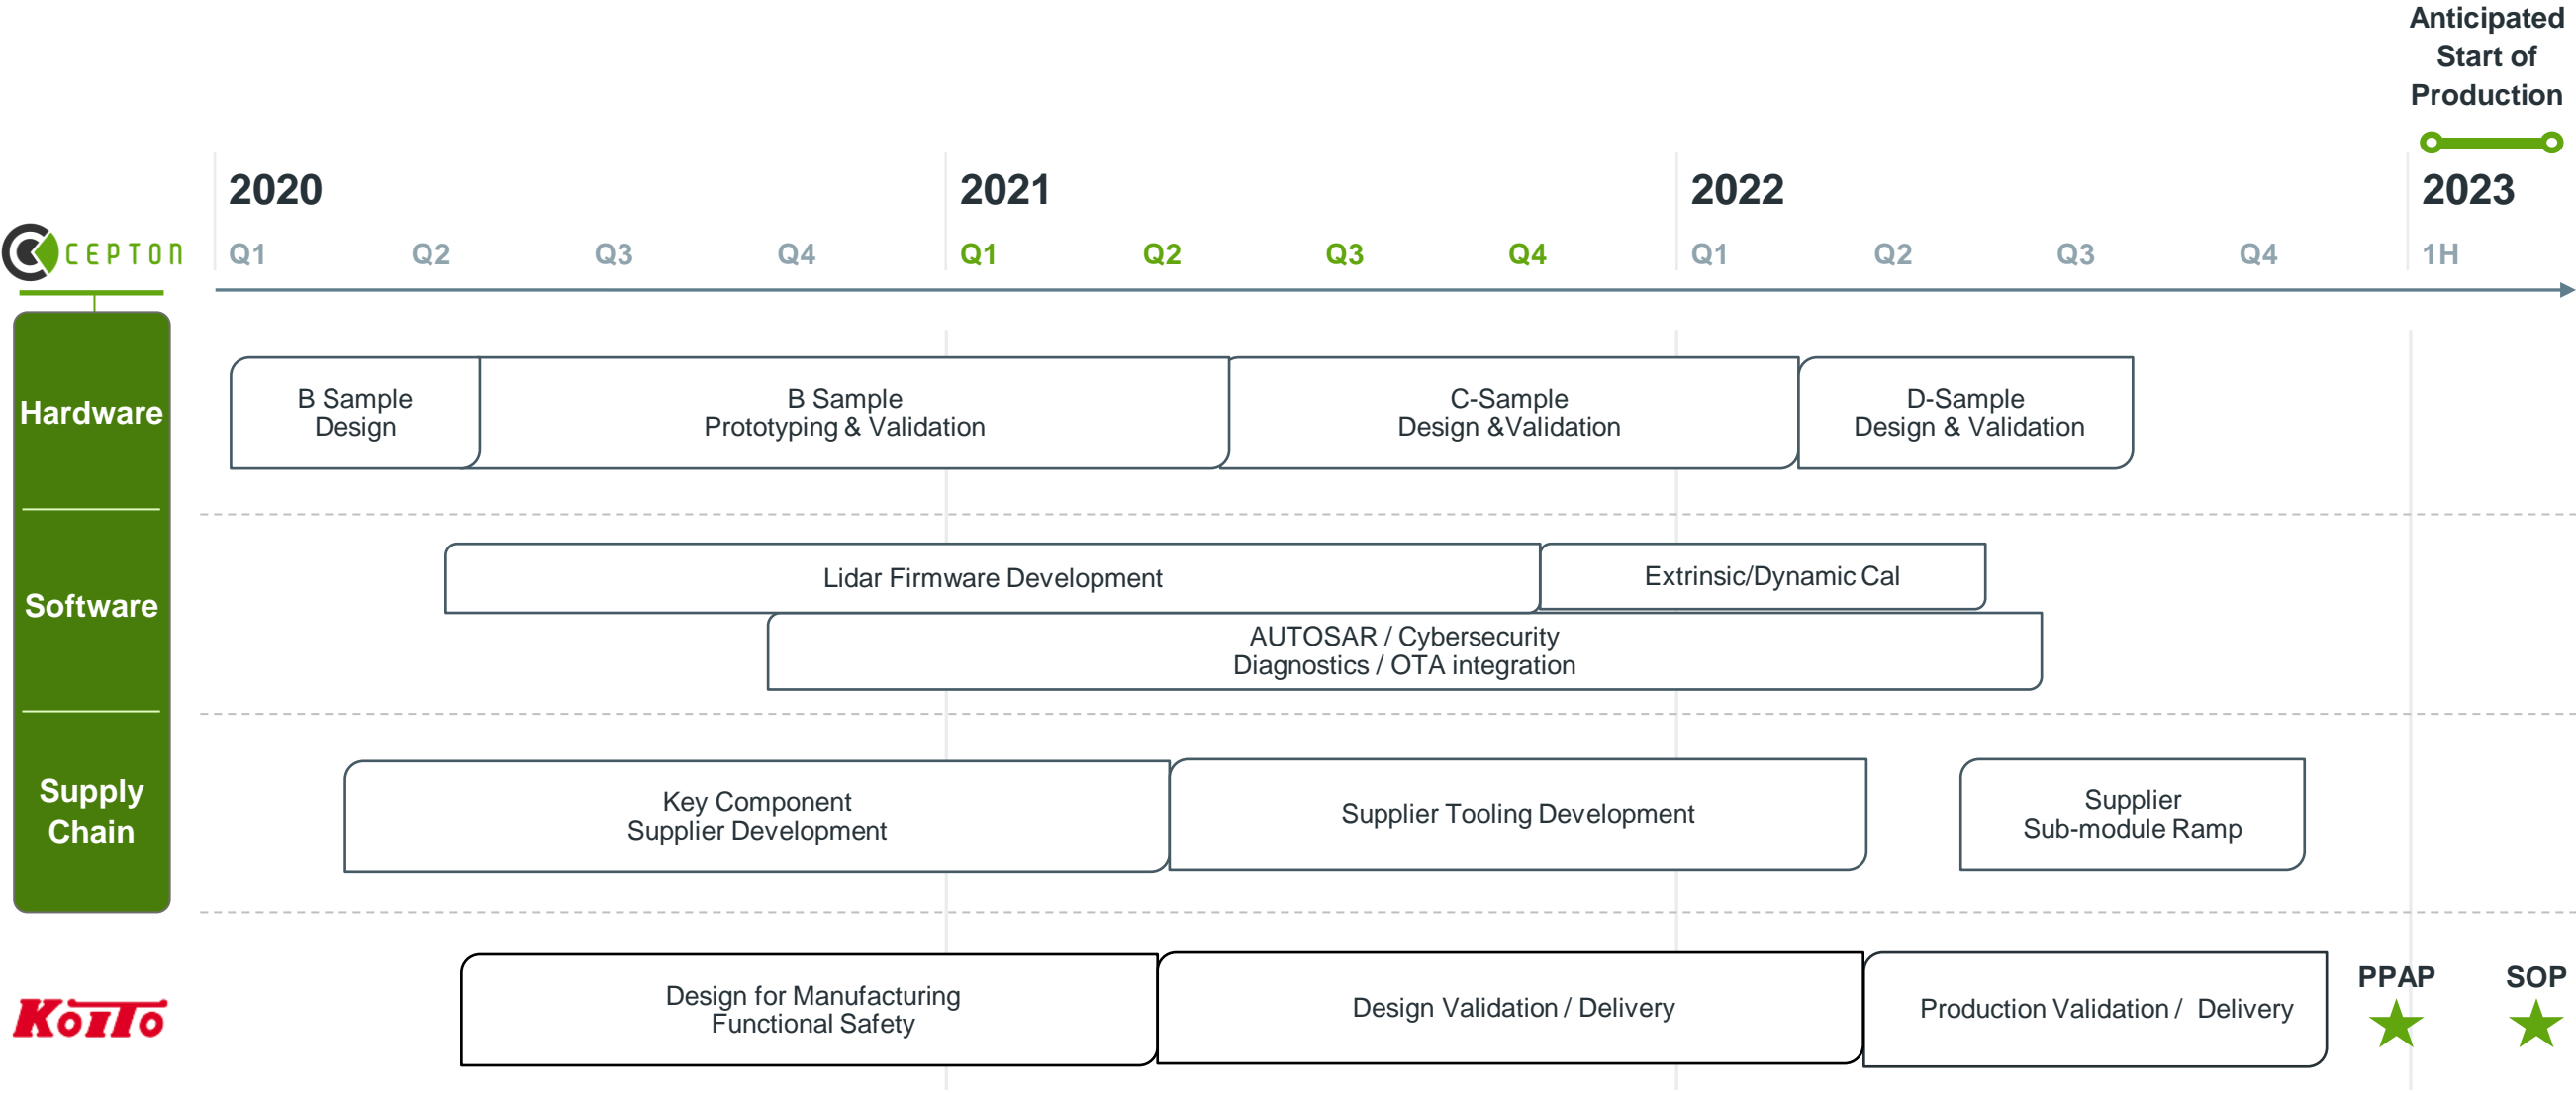 Anticipated
Start of
Production
2020
2021
2022
2023
CEPTON
Q1 Q2 Q3 Q4 Q1 Q2 Q3 Q4 Q1 Q2 Q3 Q4 1H
Hardware
B Sample
Design
B Sample
Prototyping & Validation
C-Sample
Design &Validation
D-Sample
Design & Validation
Software
Lidar Firmware Development
Extrinsic/Dynamic Cal
AUTOSAR / Cybersecurity
Diagnostics / OTA integration
Supply
Chain
Key Component
Supplier Development
Supplier Tooling Development
Supplier
Sub-module Ramp
KOITO
Design for Manufacturing
Functional Safety
Design Validation / Delivery
Production Validation / Delivery
PPAP
SOP